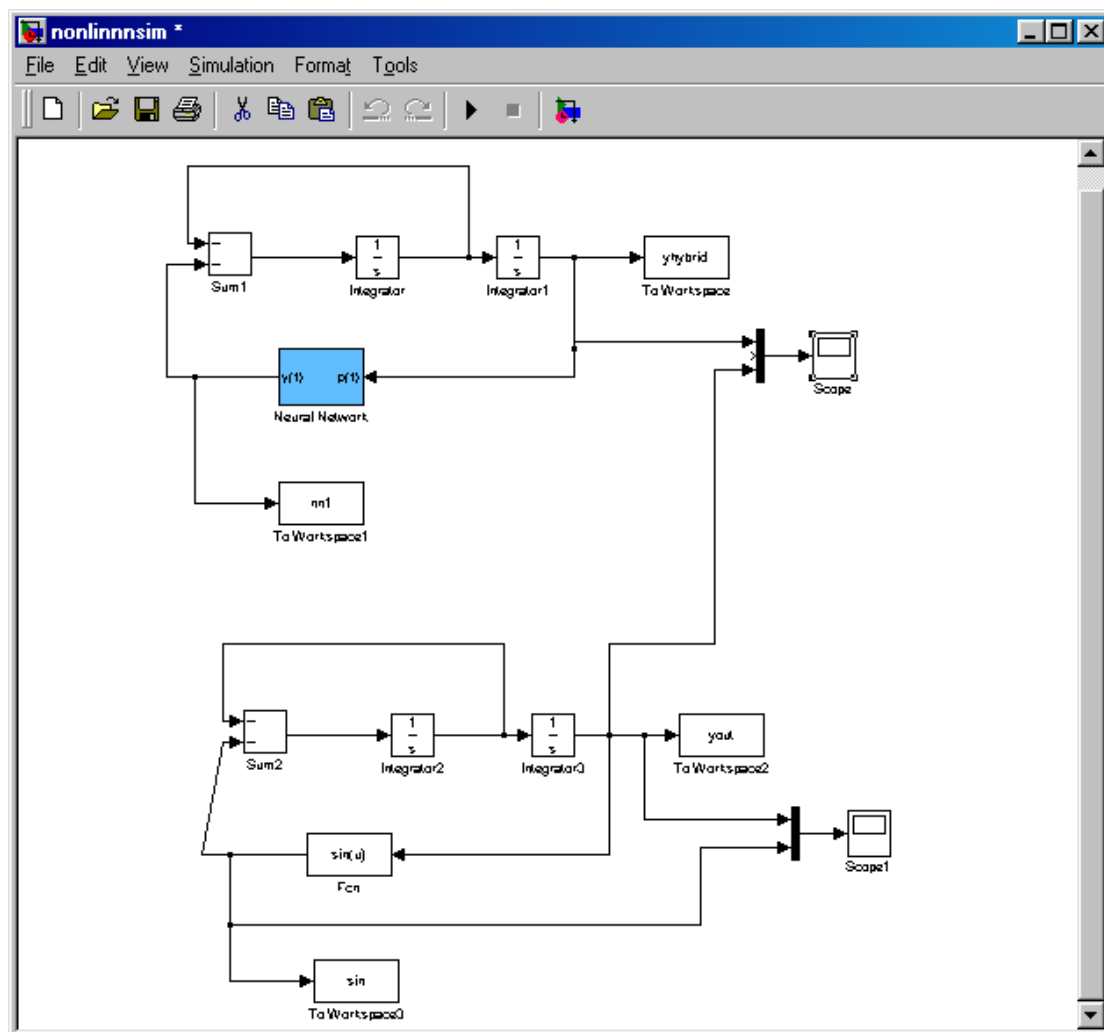 nonlinnnsim *
File Edit View Simulation Format Tools
1
s
1
s
yhybrid
Sum1
Integrator
Integrator1
To Workspace
y(1) p(1)
Scope
Neural Network
nn1
To Workspace1
1
s
1
s
yout
Sum2
Integrator2
Integrator3
To Workspace2
sin(u)
Fcn
Scope1
sin
To Workspace3